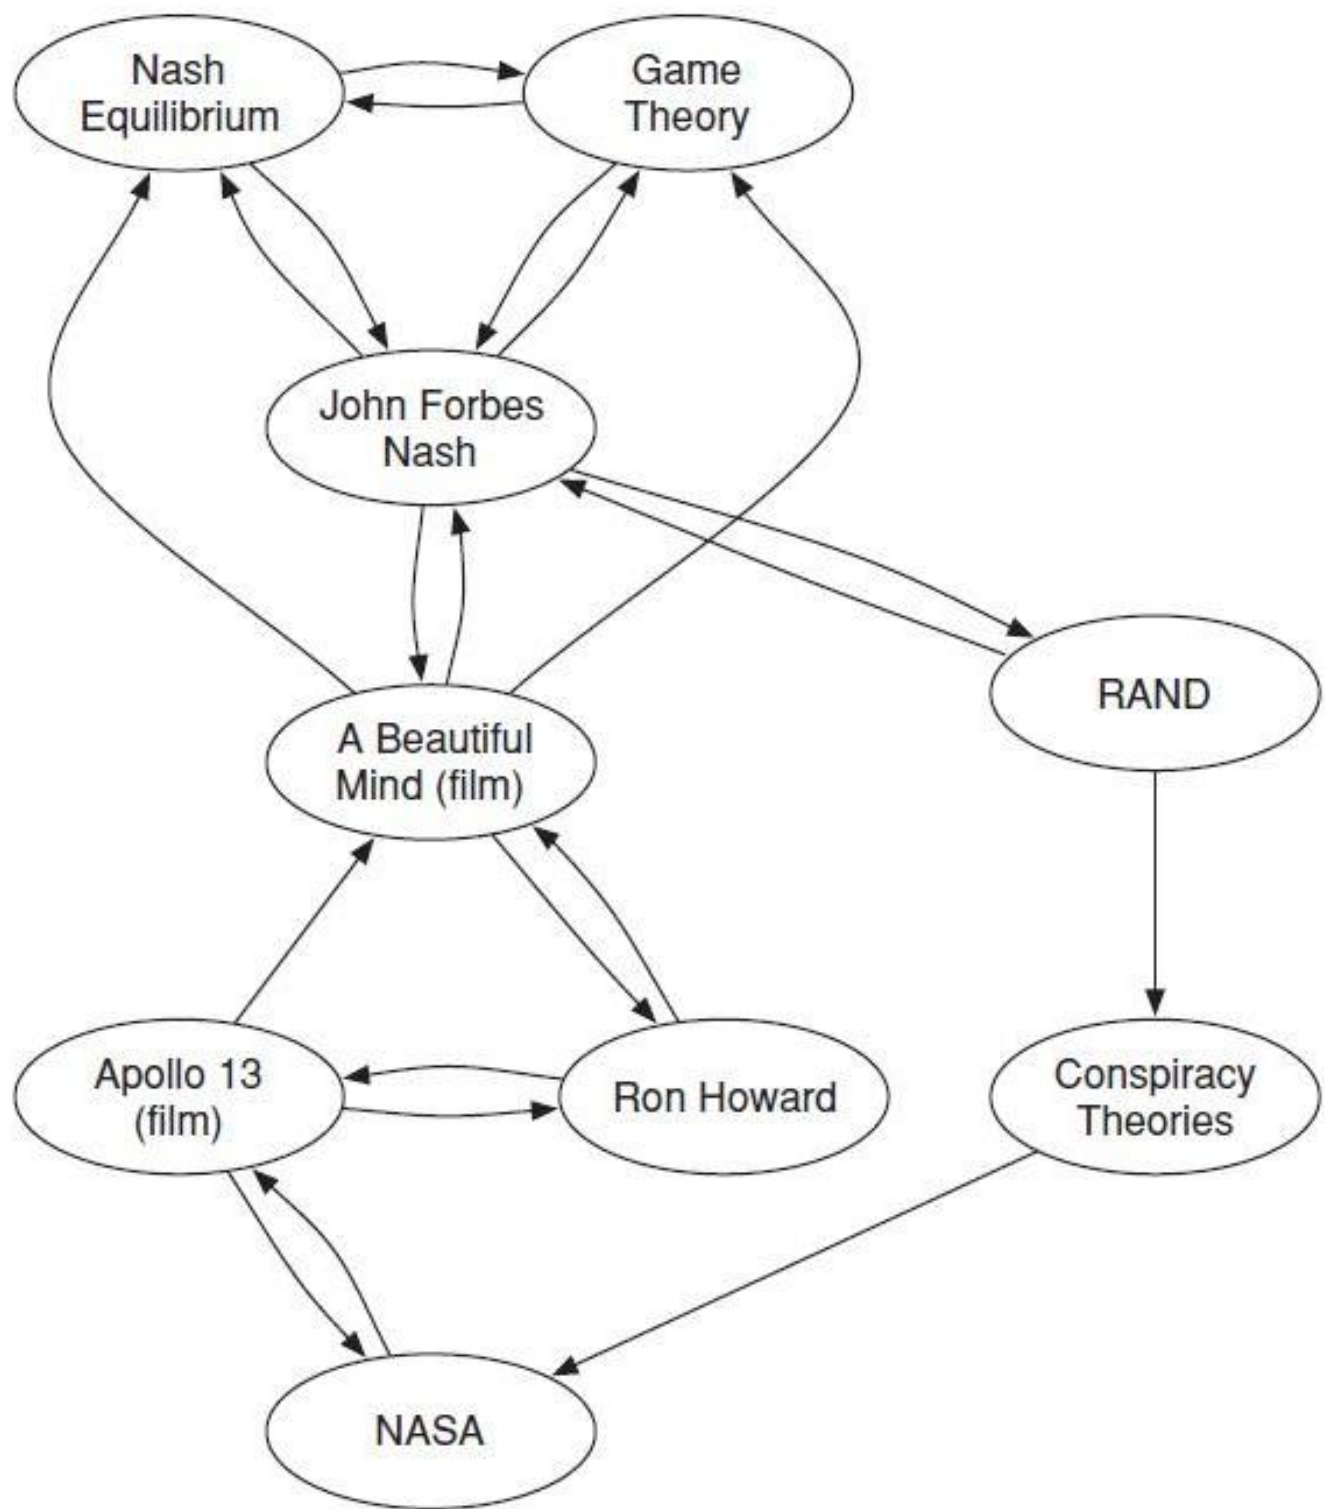 Nash
Equilibrium
Game
Theory
John Forbes
Nash
RAND
A Beautiful
Mind (film)
Apollo 13
(film)
Ron Howard
Conspiracy
Theories
NASA